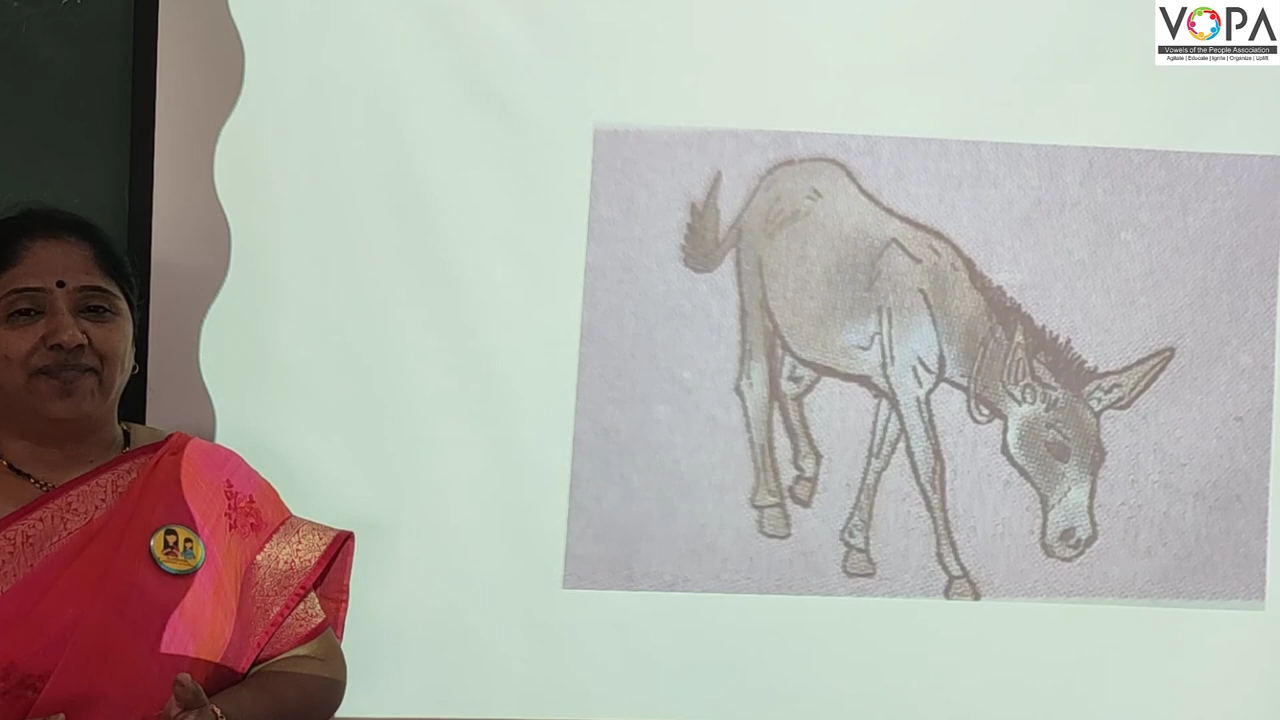 VOPA
Vowels of the People Association
Agitate | Educate | Ignite | Organize | Uplift